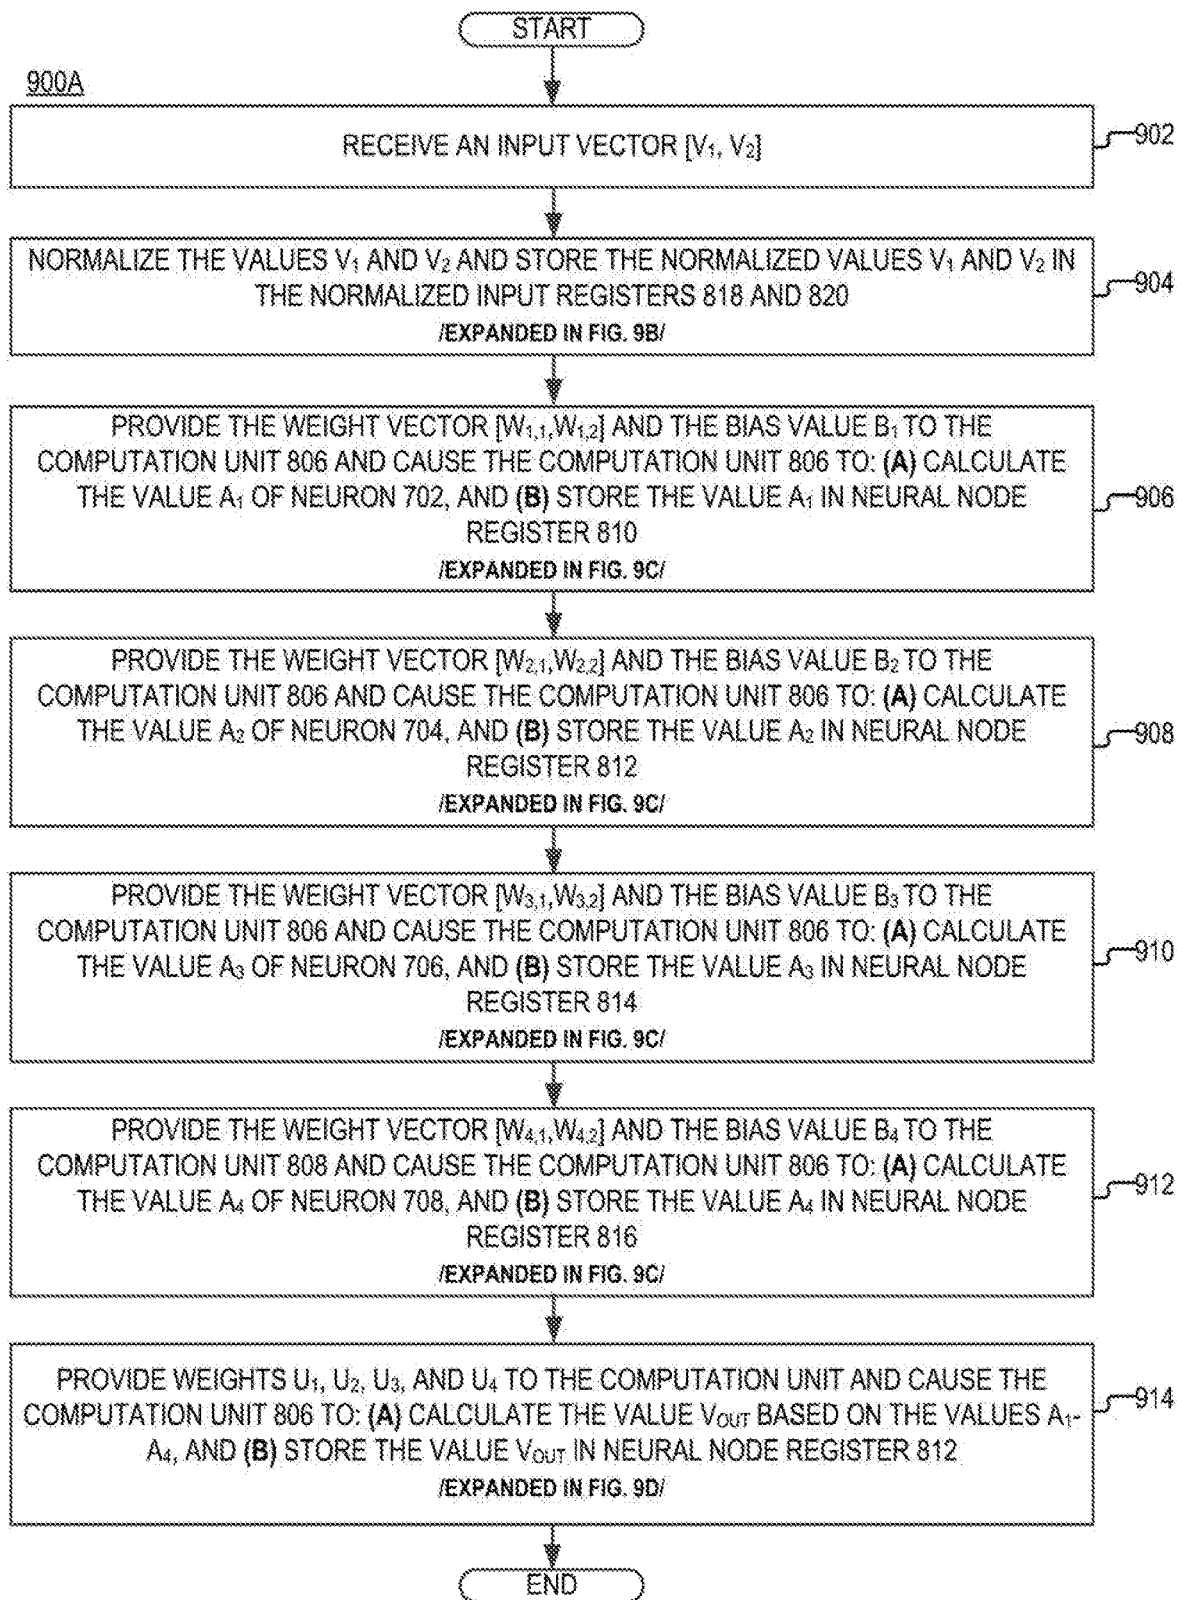 START
900A
RECEIVE AN INPUT VECTOR [V₁, V₂]
902
NORMALIZE THE VALUES V₁ AND V₂ AND STORE THE NORMALIZED VALUES V₁ AND V₂ IN
THE NORMALIZED INPUT REGISTERS 818 AND 820
/EXPANDED IN FIG. 9B/
904
PROVIDE THE WEIGHT VECTOR [W₁,₁,W₁,₂] AND THE BIAS VALUE B₁ TO THE
COMPUTATION UNIT 806 AND CAUSE THE COMPUTATION UNIT 806 TO: (A) CALCULATE
THE VALUE A₁ OF NEURON 702, AND (B) STORE THE VALUE A₁ IN NEURAL NODE
REGISTER 810
/EXPANDED IN FIG. 9C/
906
PROVIDE THE WEIGHT VECTOR [W₂,₁,W₂,₂] AND THE BIAS VALUE B₂ TO THE
COMPUTATION UNIT 806 AND CAUSE THE COMPUTATION UNIT 806 TO: (A) CALCULATE
THE VALUE A₂ OF NEURON 704, AND (B) STORE THE VALUE A₂ IN NEURAL NODE
REGISTER 812
/EXPANDED IN FIG. 9C/
908
PROVIDE THE WEIGHT VECTOR [W₃,₁,W₃,₂] AND THE BIAS VALUE B₃ TO THE
COMPUTATION UNIT 806 AND CAUSE THE COMPUTATION UNIT 806 TO: (A) CALCULATE
THE VALUE A₃ OF NEURON 706, AND (B) STORE THE VALUE A₃ IN NEURAL NODE
REGISTER 814
/EXPANDED IN FIG. 9C/
910
PROVIDE THE WEIGHT VECTOR [W₄,₁,W₄,₂] AND THE BIAS VALUE B₄ TO THE
COMPUTATION UNIT 808 AND CAUSE THE COMPUTATION UNIT 806 TO: (A) CALCULATE
THE VALUE A₄ OF NEURON 708, AND (B) STORE THE VALUE A₄ IN NEURAL NODE
REGISTER 816
/EXPANDED IN FIG. 9C/
912
PROVIDE WEIGHTS U₁, U₂, U₃, AND U₄ TO THE COMPUTATION UNIT AND CAUSE THE
COMPUTATION UNIT 806 TO: (A) CALCULATE THE VALUE V_OUT BASED ON THE VALUES A₁-
A₄, AND (B) STORE THE VALUE V_OUT IN NEURAL NODE REGISTER 812
/EXPANDED IN FIG. 9D/
914
END